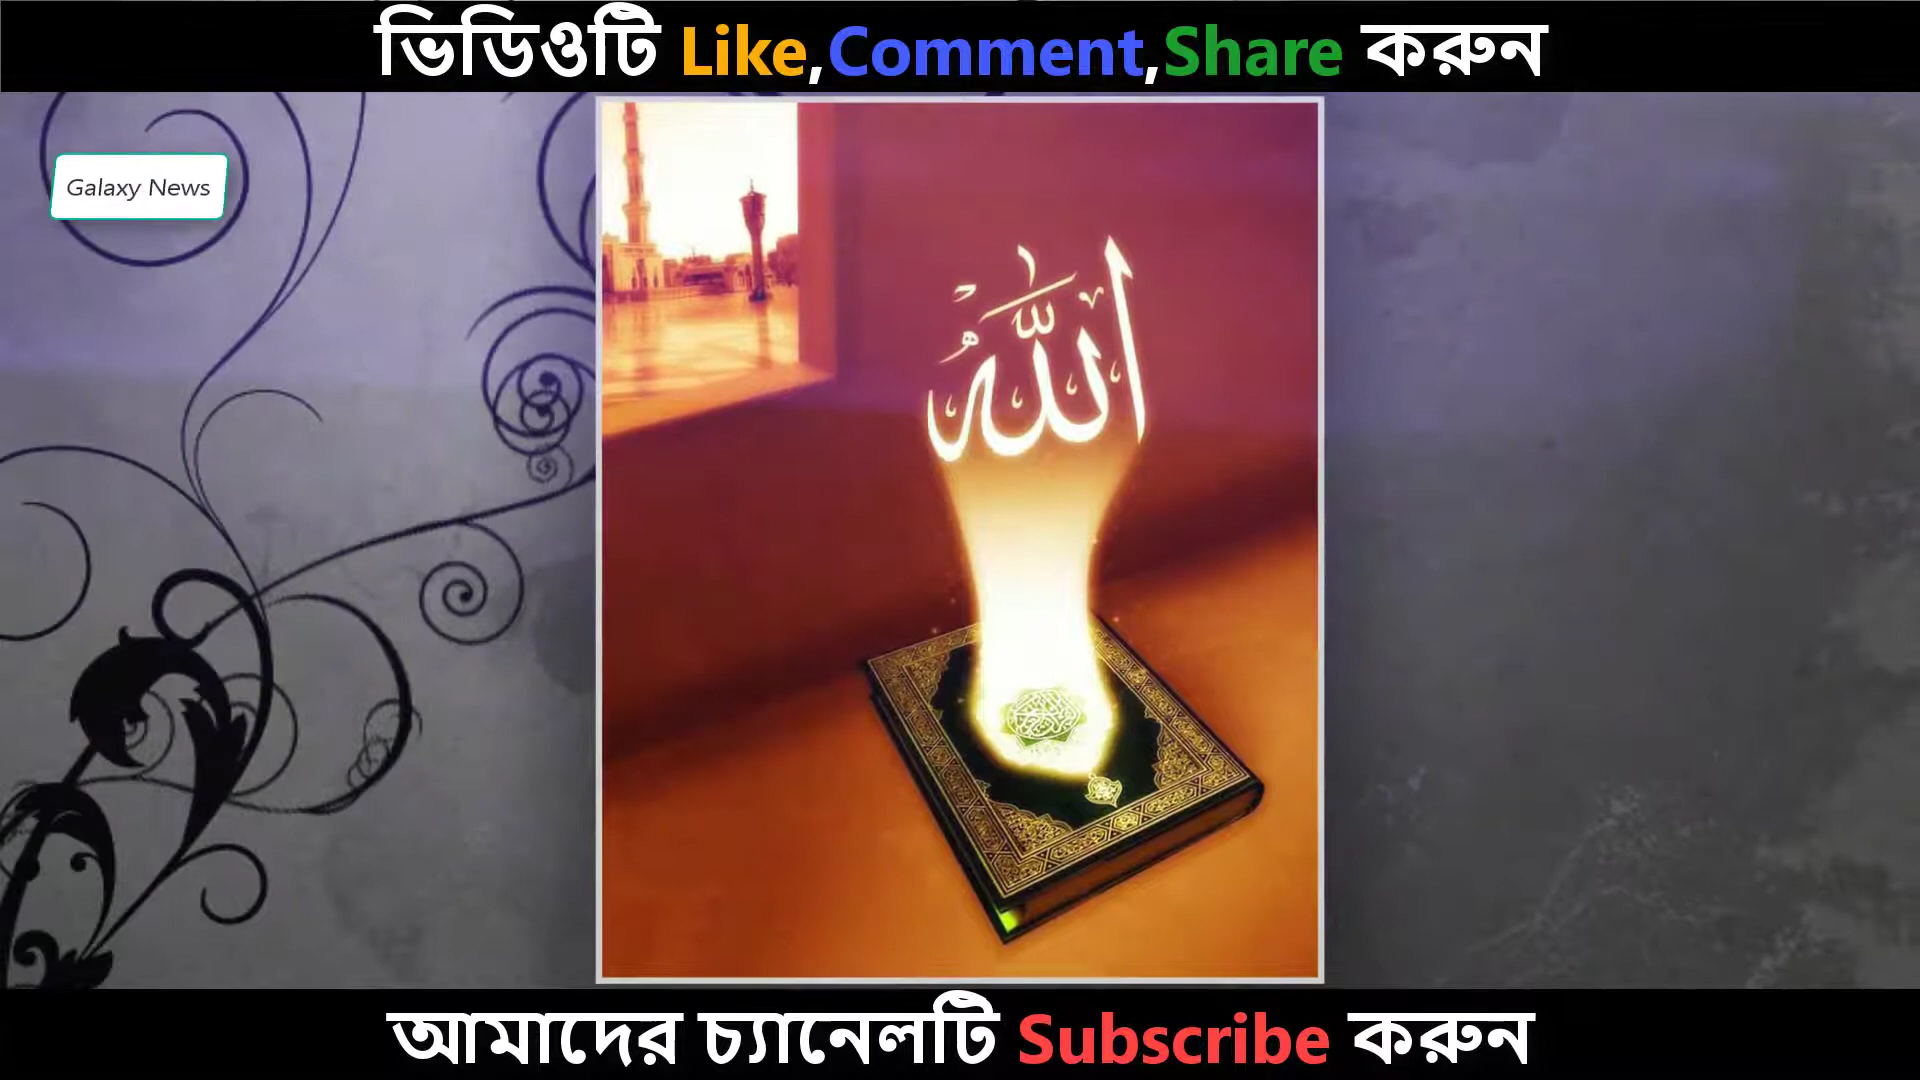 ভিডিওটি Like,Comment,Share করুন
Galaxy News
الله
আমাদের চ্যানেলটি Subscribe করুন